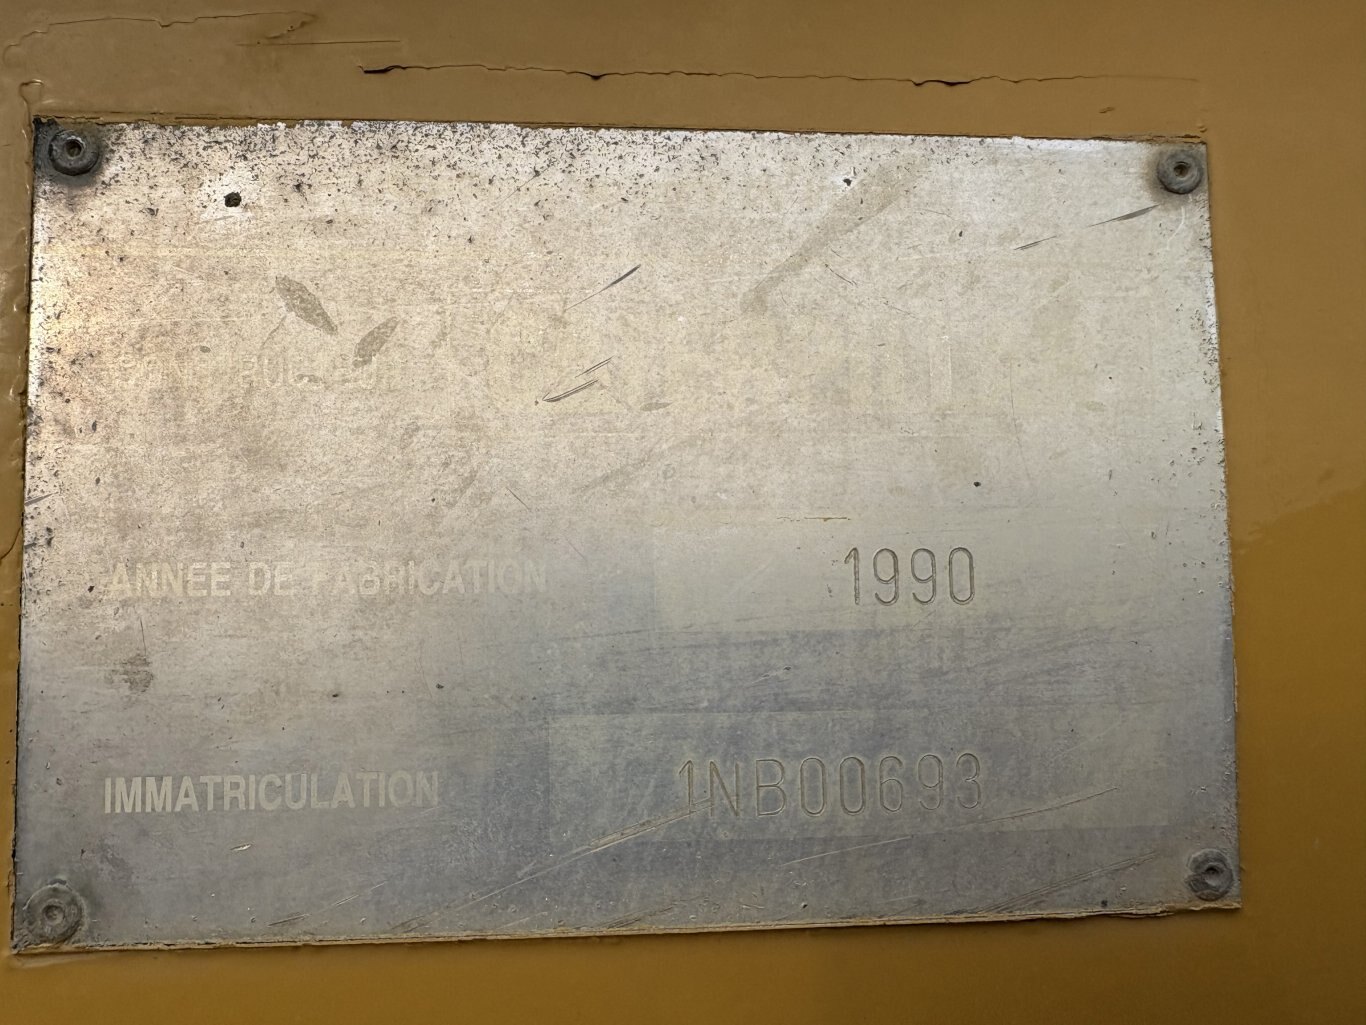 ANNEE DE FABRICATION 1990
IMMATRICULATION 1NB00693